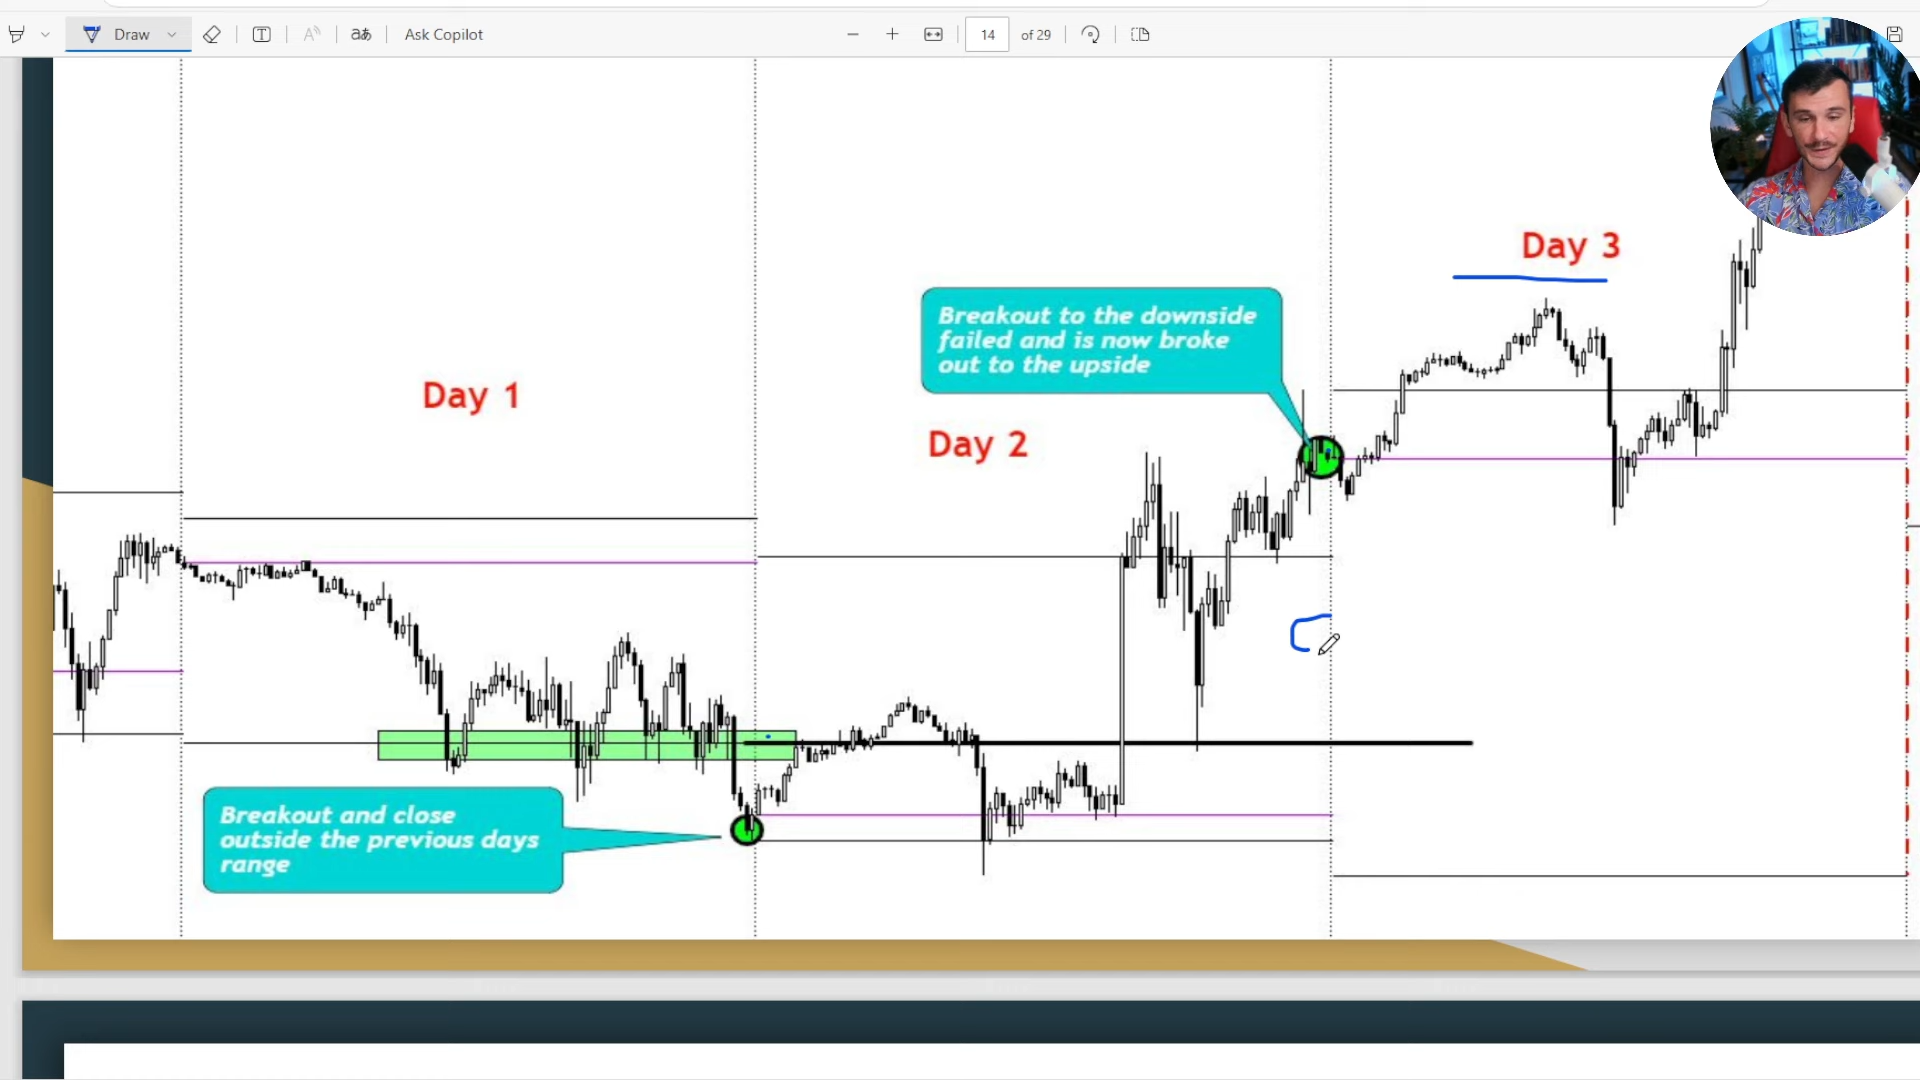 Draw
Ask Copilot
14 of 29
Day 3
Breakout to the downside
failed and is now broke
out to the upside
Day 1
Day 2
Breakout and close
outside the previous days
range